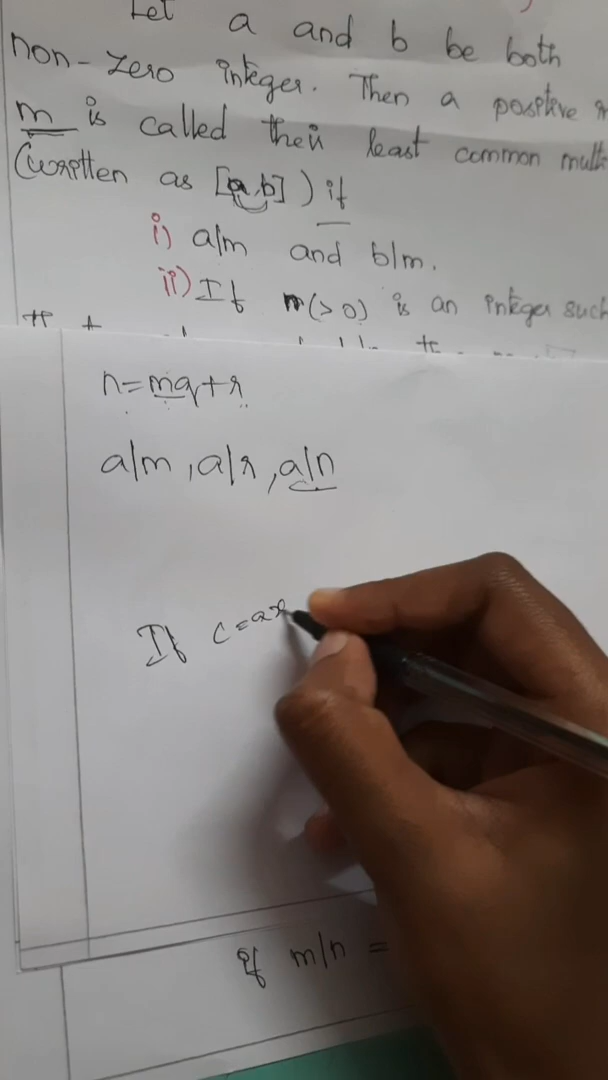 Let a and b be both
non-zero integer. Then a positive
m is called their least common
(written as [a,b]) if
i) a/m and b/m.
ii) If n(>0) is an integer such
n=mq+r
a/m, a/r, a/n
If c=ax
if m/n =